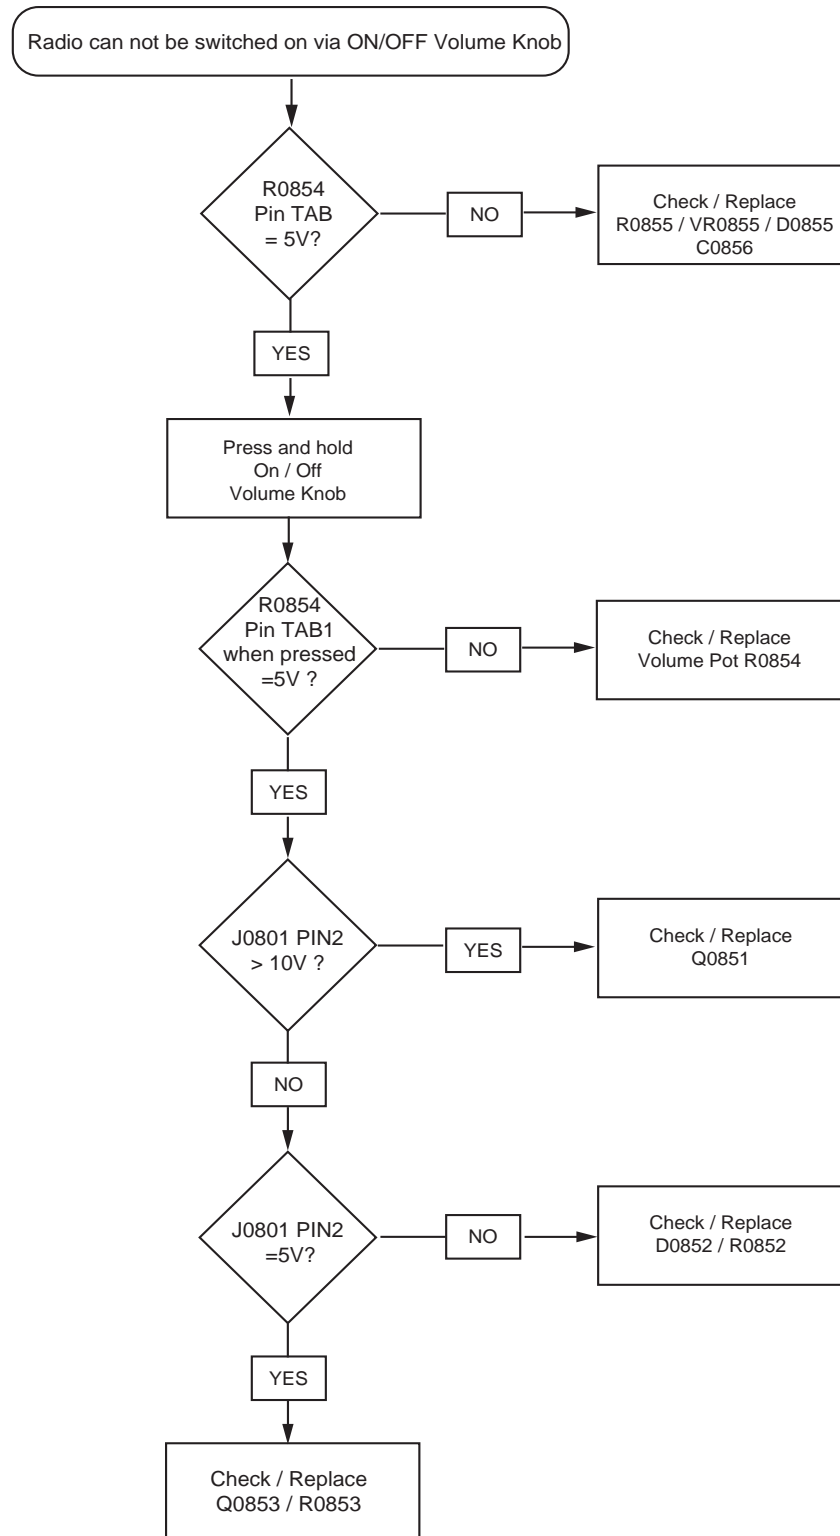 Radio can not be switched on via ON/OFF Volume Knob
R0854
Pin TAB
= 5V?
NO
Check / Replace
R0855 / VR0855 / D0855
C0856
YES
Press and hold
On / Off
Volume Knob
R0854
Pin TAB1
when pressed
=5V ?
NO
Check / Replace
Volume Pot R0854
YES
J0801 PIN2
> 10V ?
YES
Check / Replace
Q0851
NO
J0801 PIN2
=5V?
NO
Check / Replace
D0852 / R0852
YES
Check / Replace
Q0853 / R0853